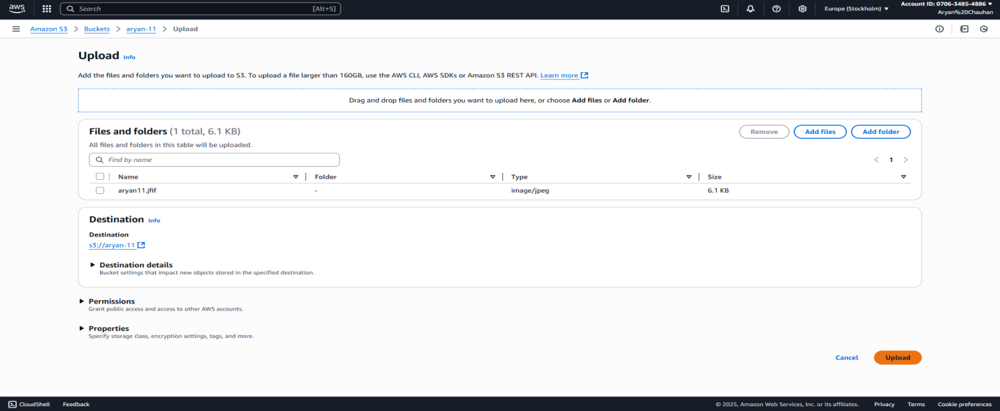 aws
Search [Alt+S]
Europe (Stockholm)
Account ID: 0706-3485-4886
Aryan%20Chauhan
Amazon S3 > Buckets > aryan-11 > Upload
Upload Info
Add the files and folders you want to upload to S3. To upload a file larger than 160GB, use the AWS CLI, AWS SDKs or Amazon S3 REST API. Learn more
Drag and drop files and folders you want to upload here, or choose Add files or Add folder.
Files and folders (1 total, 6.1 KB)
Remove Add files Add folder
All files and folders in this table will be uploaded.
Find by name
1
Name Folder Type Size
aryan11.jfif - image/jpeg 6.1 KB
Destination Info
Destination
s3://aryan-11
Destination details
Bucket settings that impact new objects stored in the specified destination.
Permissions
Grant public access and access to other AWS accounts.
Properties
Specify storage class, encryption settings, tags, and more.
Cancel Upload
CloudShell Feedback © 2025, Amazon Web Services, Inc. or its affiliates. Privacy Terms Cookie preferences